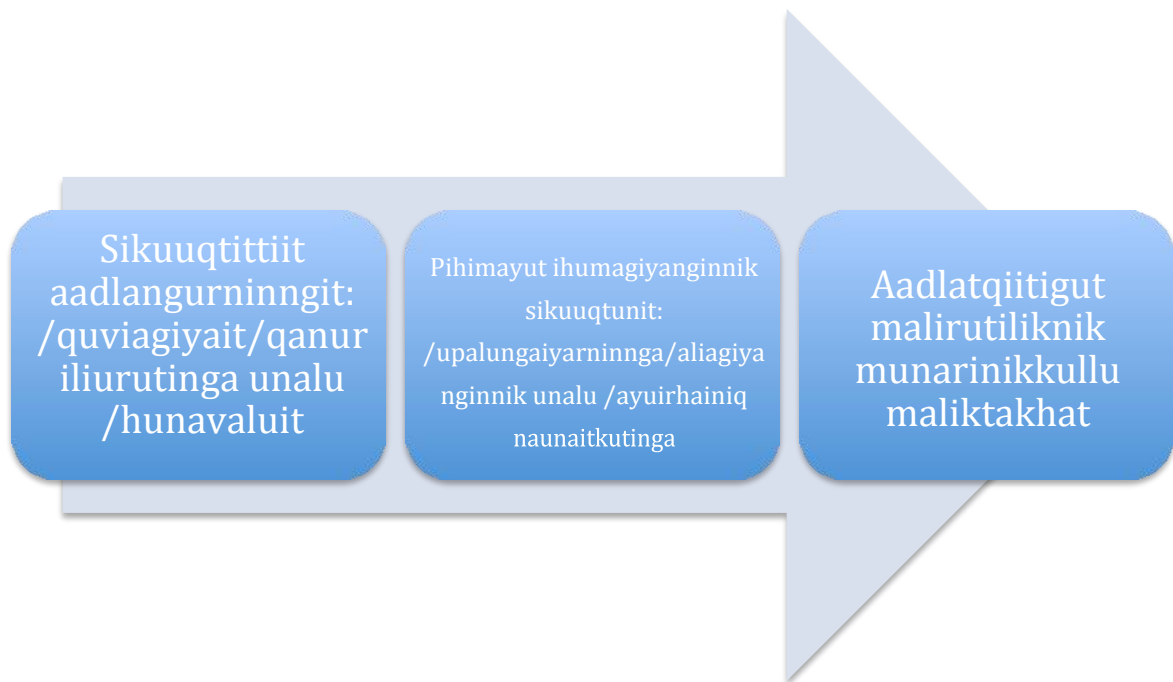 Sikuuqtittiit
aadlangurninngit:
/quviagiyait/qanur
iliurutinga unalu
/hunavaluit
Pihimayut ihumagiyanginnik
sikuuqtunit:
/upalungaiyarninnga/aliagiya
nginnik unalu /ayuirhainiq
naunaitkutinga
Aadlatqiitigut
malirutiliknik
munarinikkullu
maliktakhat